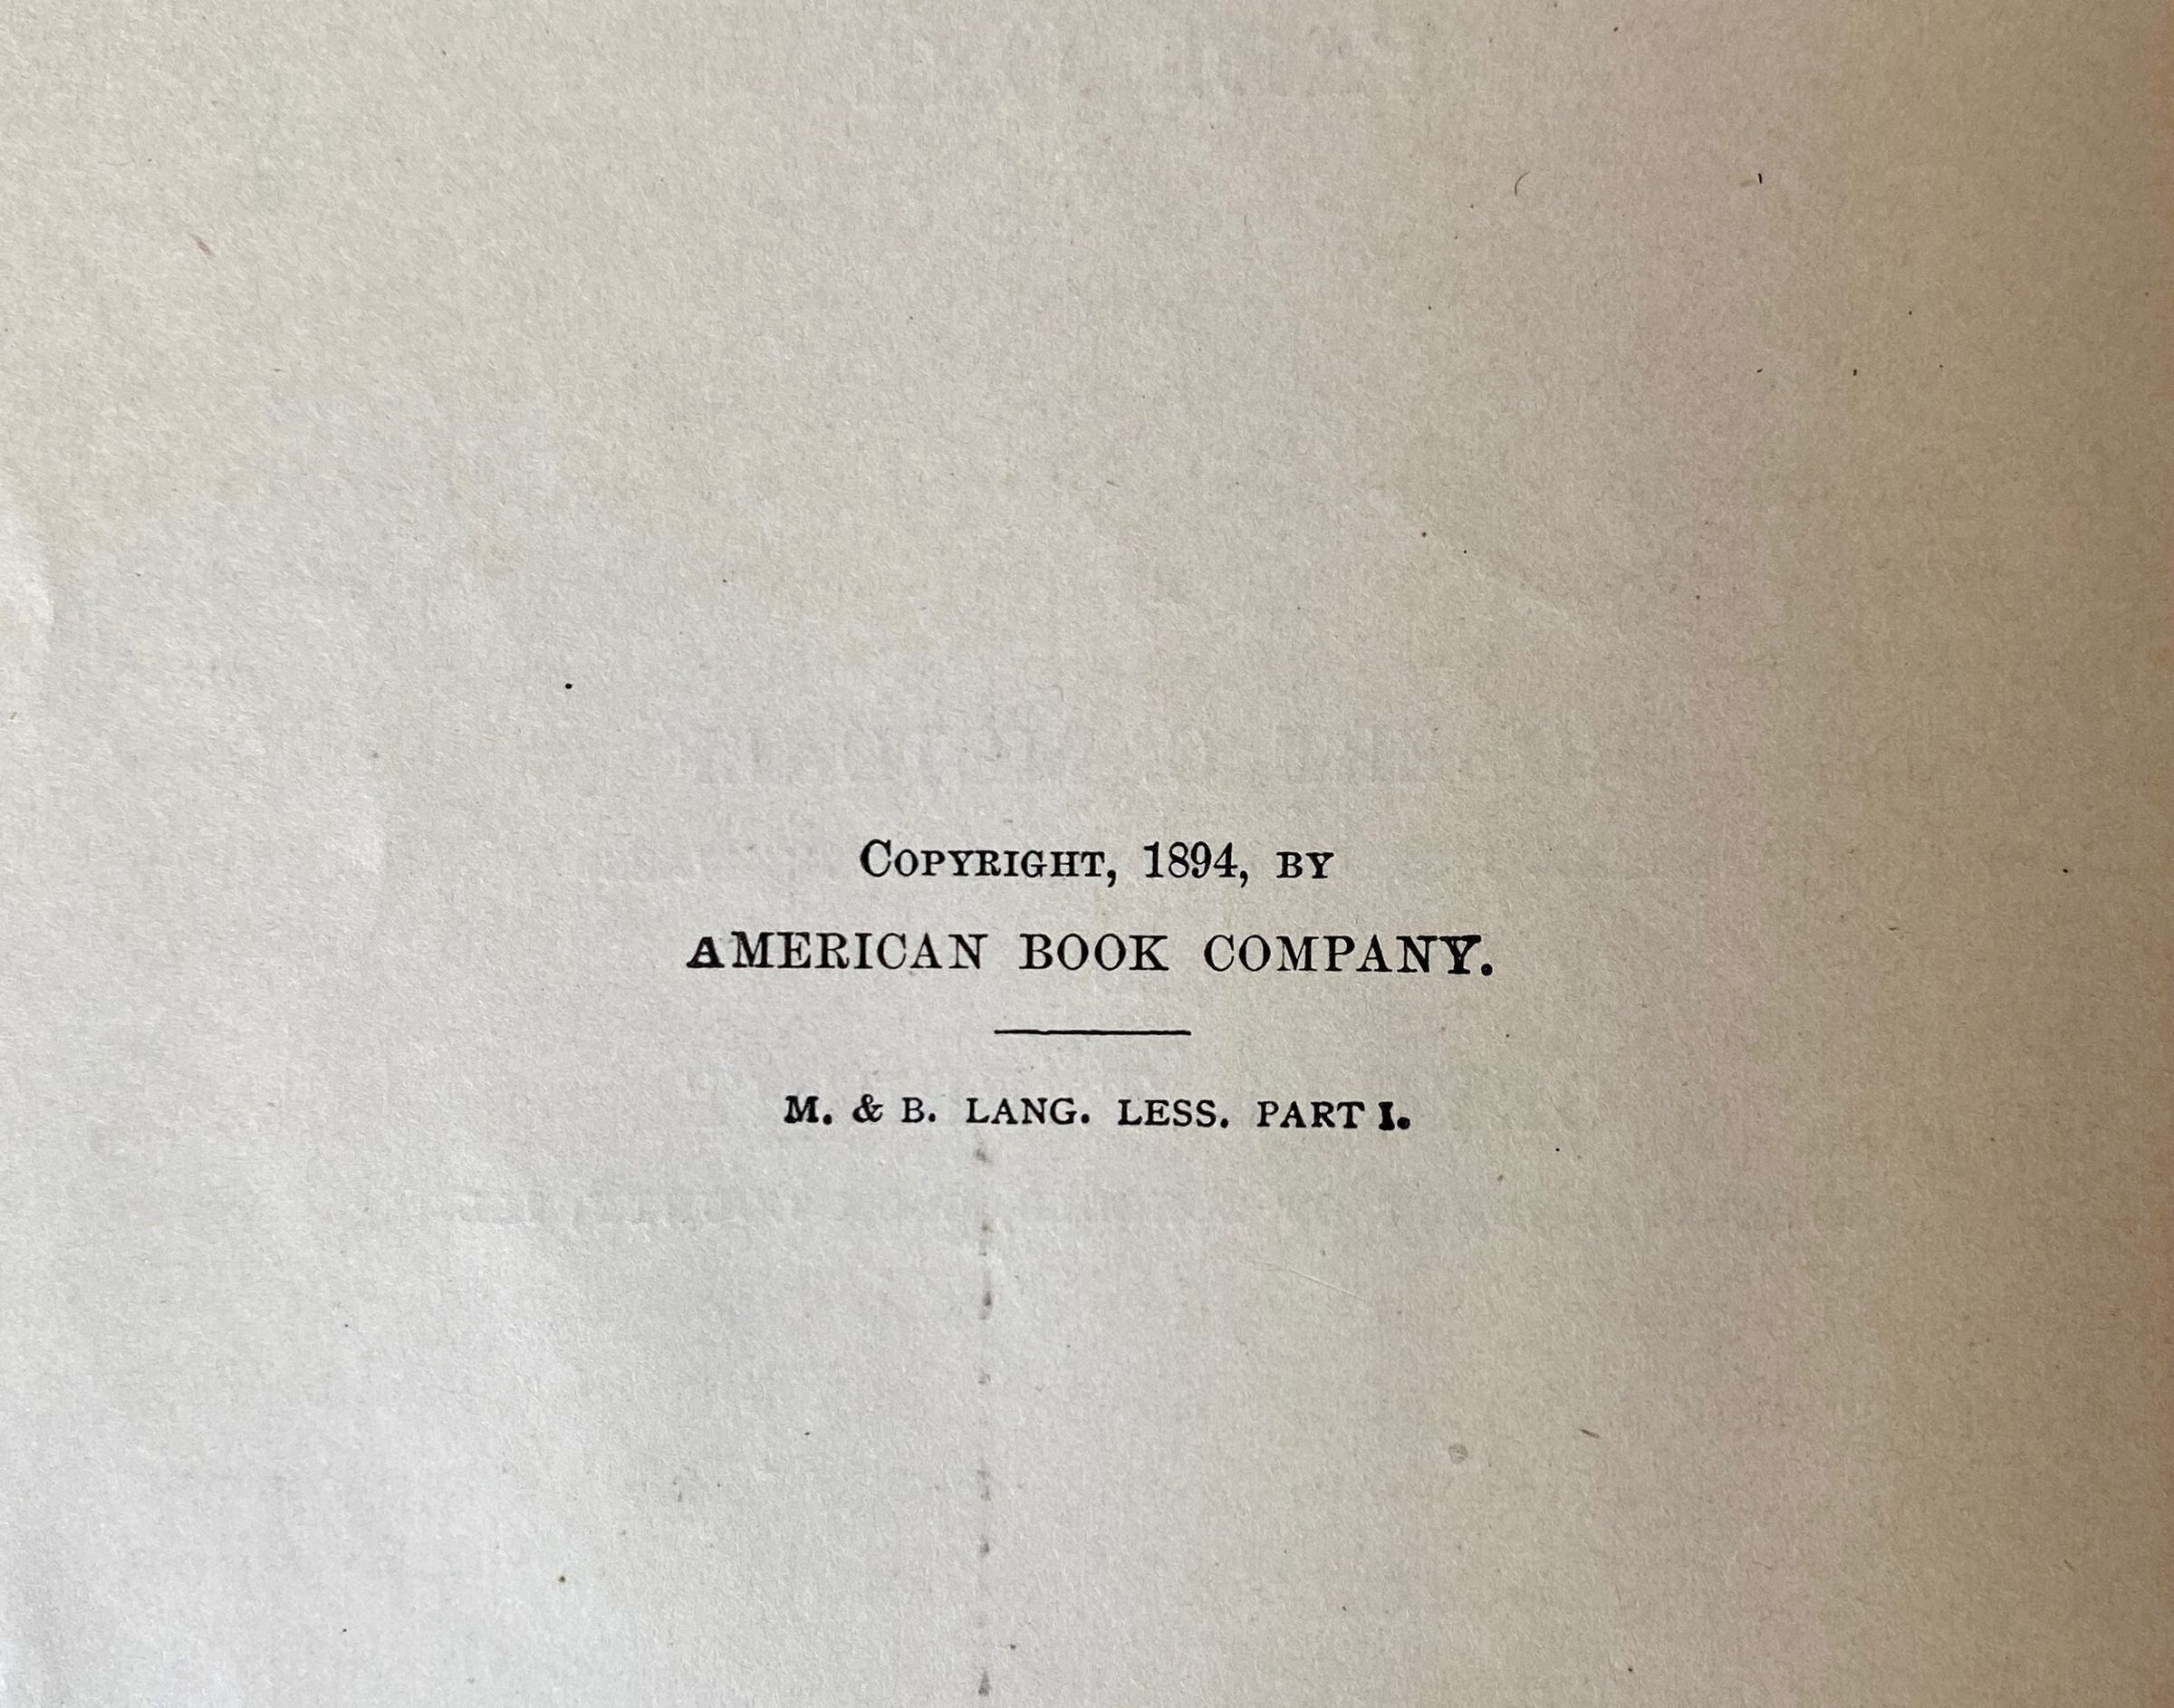 Copyright, 1894, by
AMERICAN BOOK COMPANY.
M. & B. LANG. LESS. PART I.